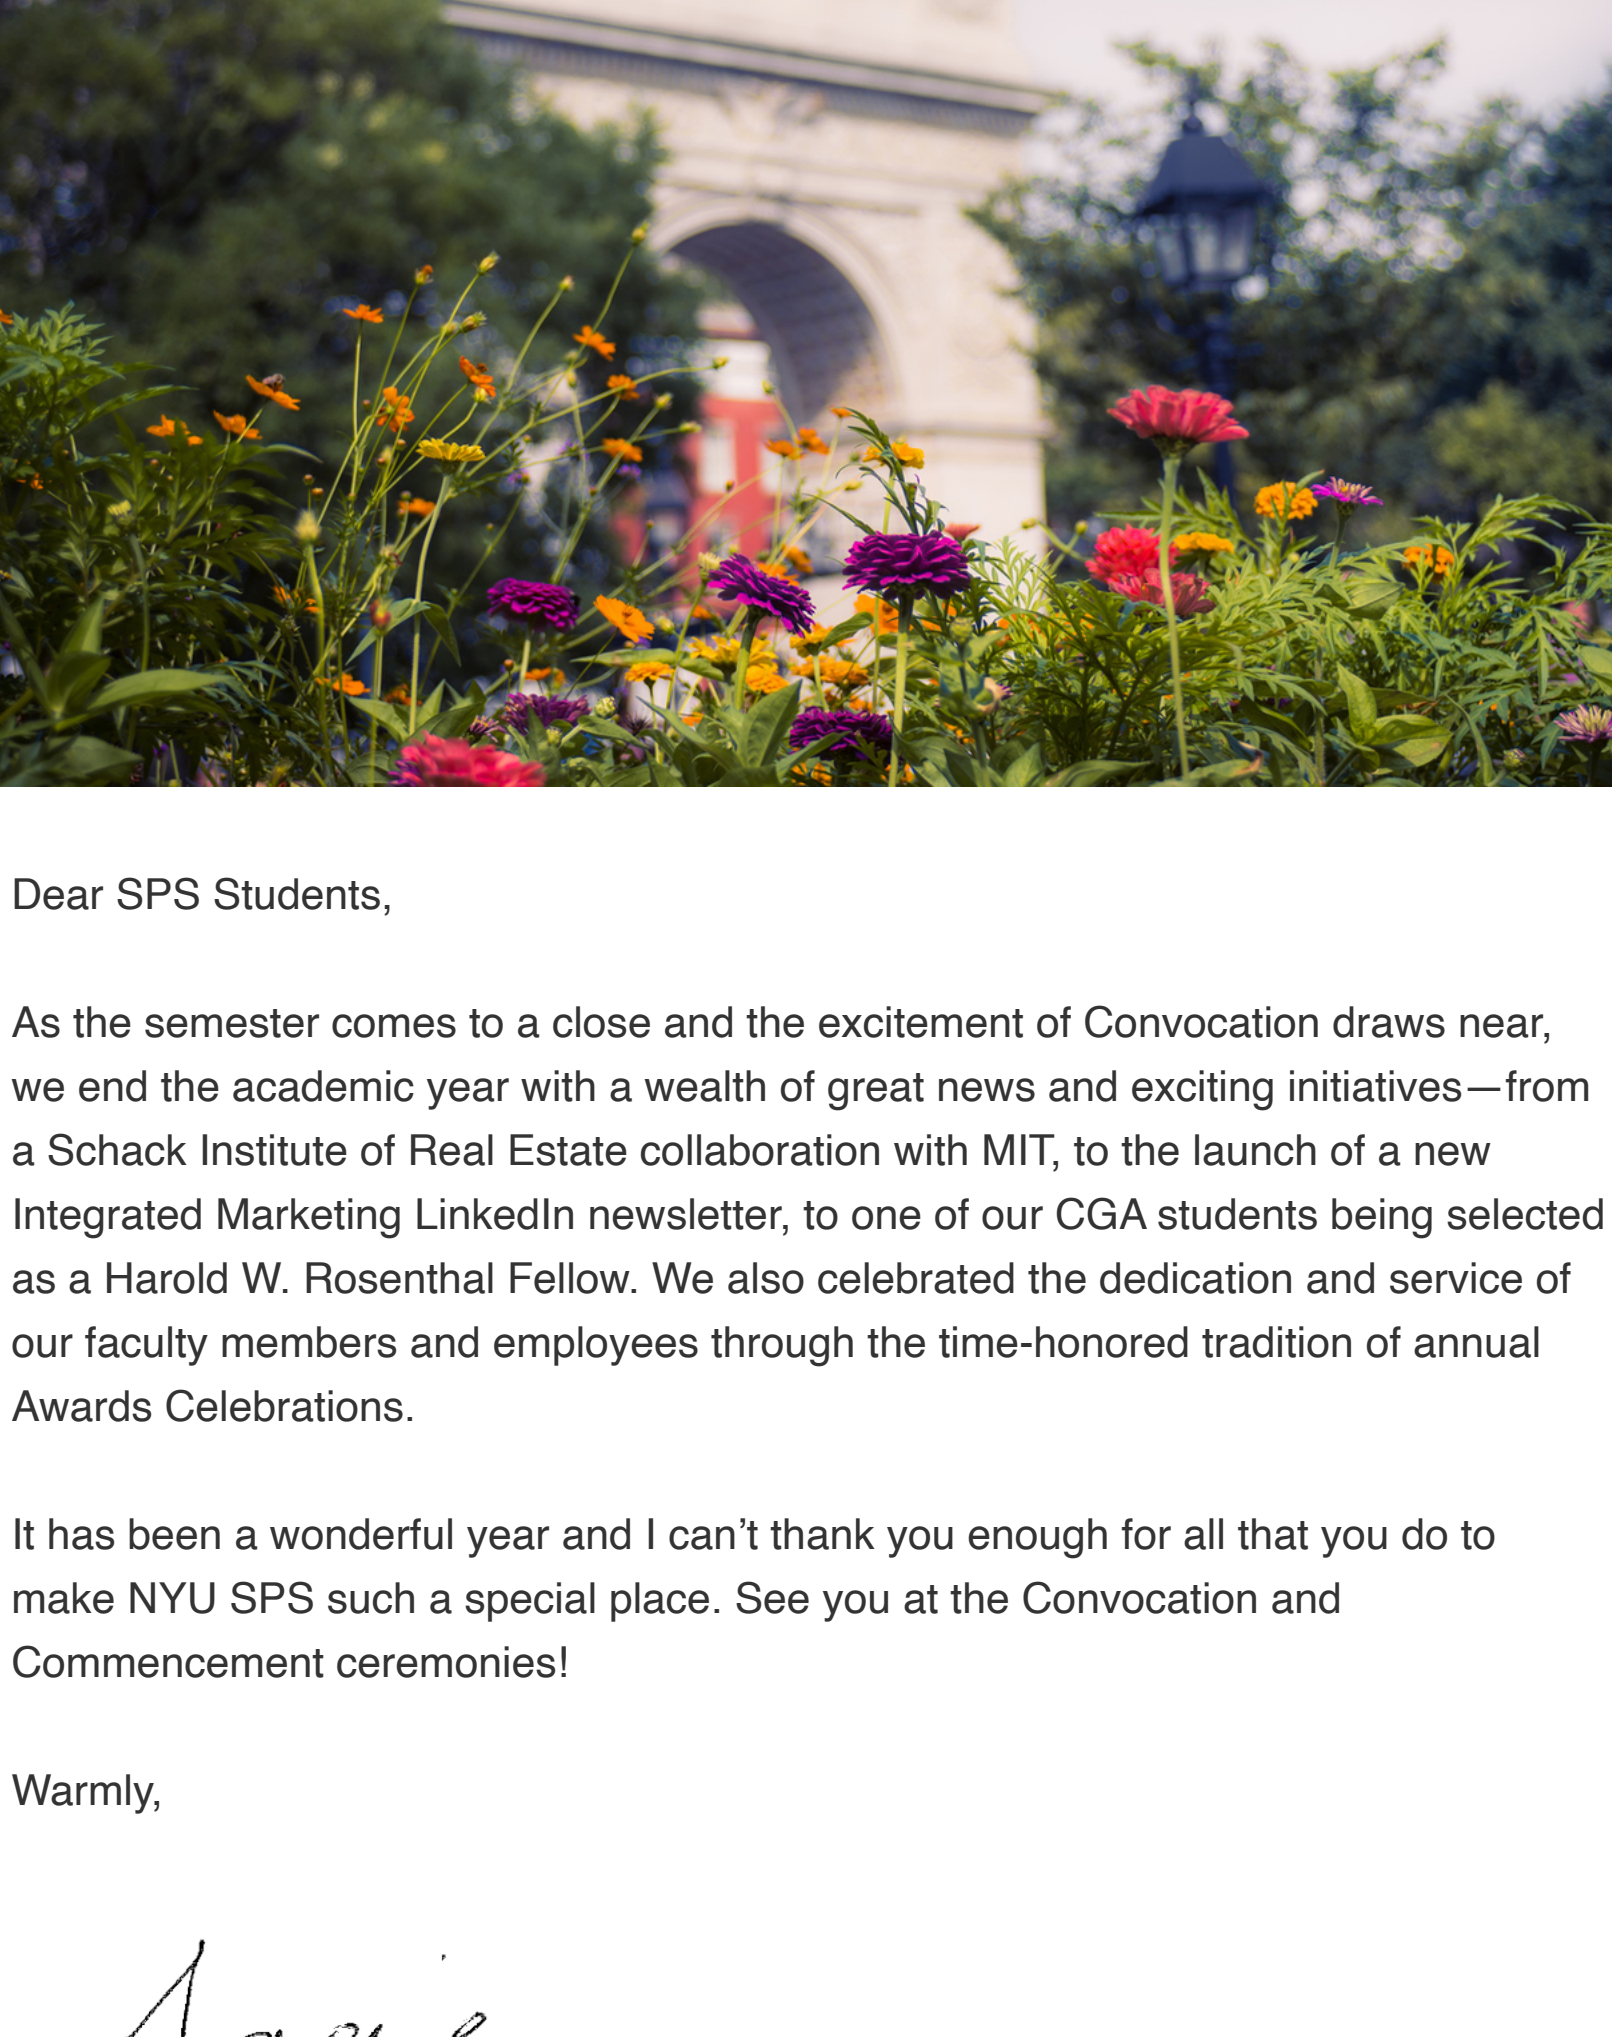 Dear SPS Students,
As the semester comes to a close and the excitement of Convocation draws near,
we end the academic year with a wealth of great news and exciting initiatives—from
a Schack Institute of Real Estate collaboration with MIT, to the launch of a new
Integrated Marketing LinkedIn newsletter, to one of our CGA students being selected
as a Harold W. Rosenthal Fellow. We also celebrated the dedication and service of
our faculty members and employees through the time-honored tradition of annual
Awards Celebrations.
It has been a wonderful year and I can’t thank you enough for all that you do to
make NYU SPS such a special place. See you at the Convocation and
Commencement ceremonies!
Warmly,